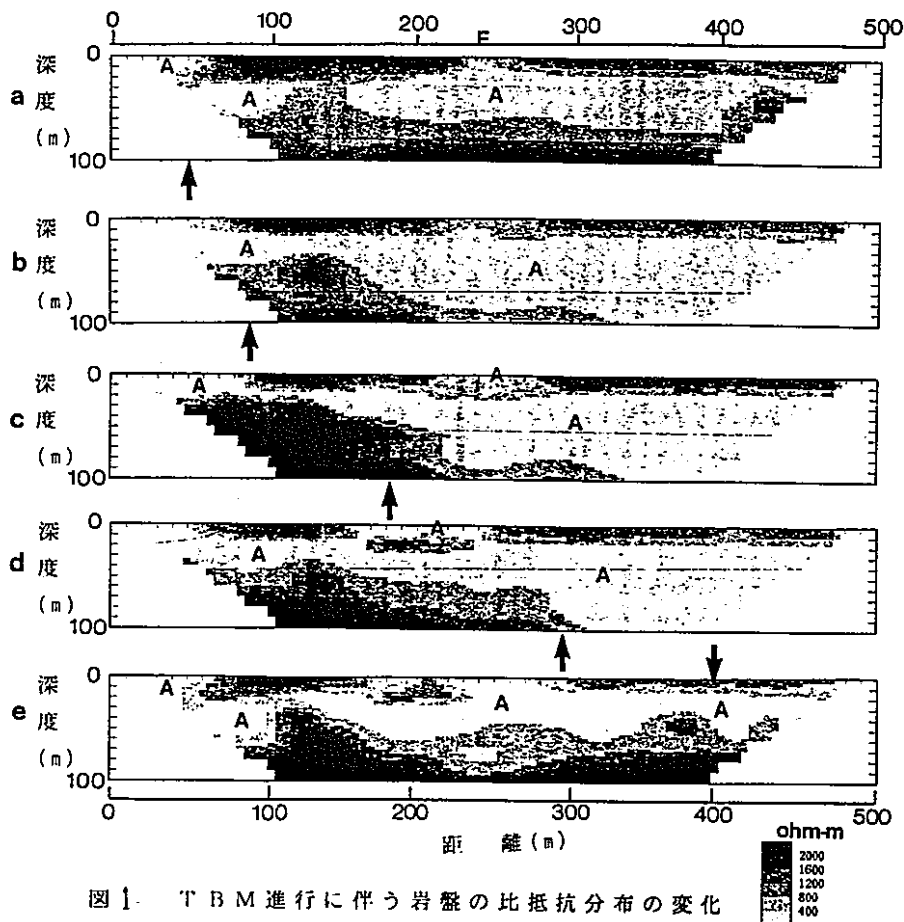 0 100 200 300 400 500
F
a 深度(m) 0 100
A A A
b 深度(m) 0 100
A A
c 深度(m) 0 100
A A A
d 深度(m) 0 100
A A A
e 深度(m) 0 100
A A A A
0 100 200 300 400 500
距離(m)
ohm-m
2000
1600
1200
800
400
図1. TBM進行に伴う岩盤の比抵抗分布の変化